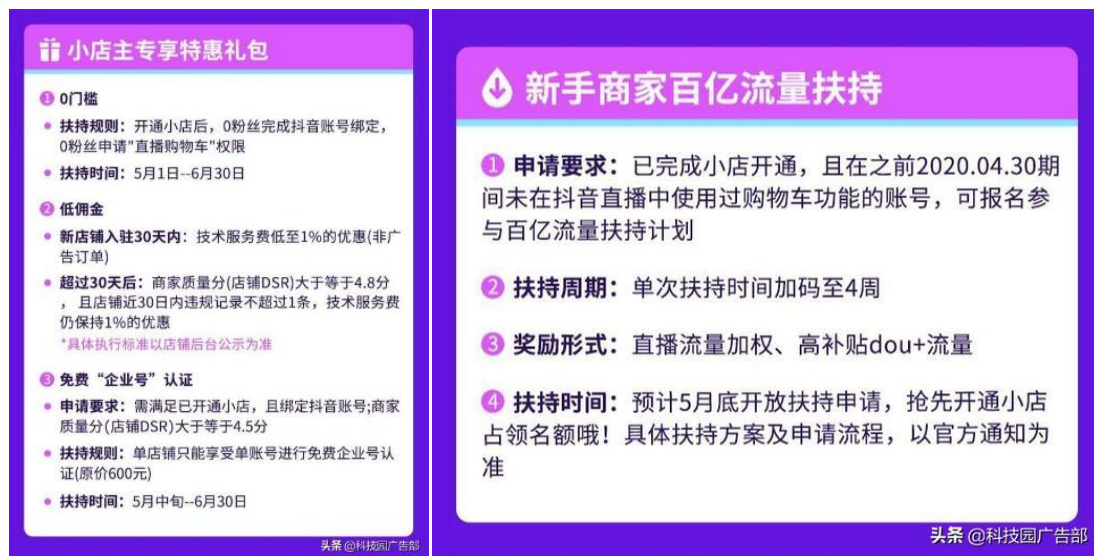 小店主专享特惠礼包
1 0门槛
• 扶持规则：开通小店后，0粉丝完成抖音账号绑定，
0粉丝申请"直播购物车"权限
• 扶持时间：5月1日--6月30日
2 低佣金
• 新店铺入驻30天内：技术服务费低至1%的优惠(非广
告订单)
• 超过30天后：商家质量分(店铺DSR)大于等于4.8分
，且店铺近30日内违规记录不超过1条，技术服务费
仍保持1%的优惠
*具体执行标准以店铺后台公示为准
3 免费“企业号”认证
• 申请要求：需满足已开通小店，且绑定抖音账号;商家
质量分(店铺DSR)大于等于4.5分
• 扶持规则：单店铺只能享受单账号进行免费企业号认
证(原价600元)
• 扶持时间：5月中旬--6月30日
头条 @科技园广告部
新手商家百亿流量扶持
1 申请要求：已完成小店开通，且在之前2020.04.30期
间未在抖音直播中使用过购物车功能的账号，可报名参
与百亿流量扶持计划
2 扶持周期：单次扶持时间加码至4周
3 奖励形式：直播流量加权、高补贴dou+流量
4 扶持时间：预计5月底开放扶持申请，抢先开通小店
占领名额哦！具体扶持方案及申请流程，以官方通知为
准
头条 @科技园广告部